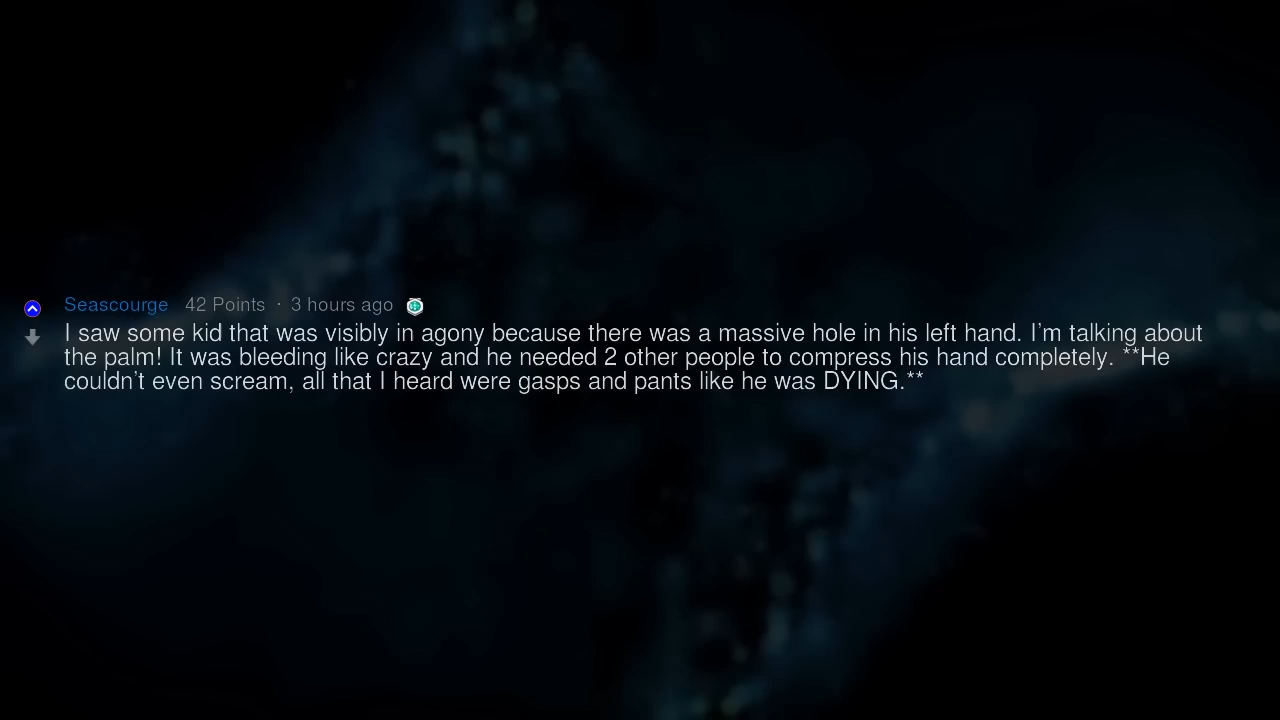 Seascourge 42 Points · 3 hours ago
I saw some kid that was visibly in agony because there was a massive hole in his left hand. I'm talking about
the palm! It was bleeding like crazy and he needed 2 other people to compress his hand completely. **He
couldn't even scream, all that I heard were gasps and pants like he was DYING.**